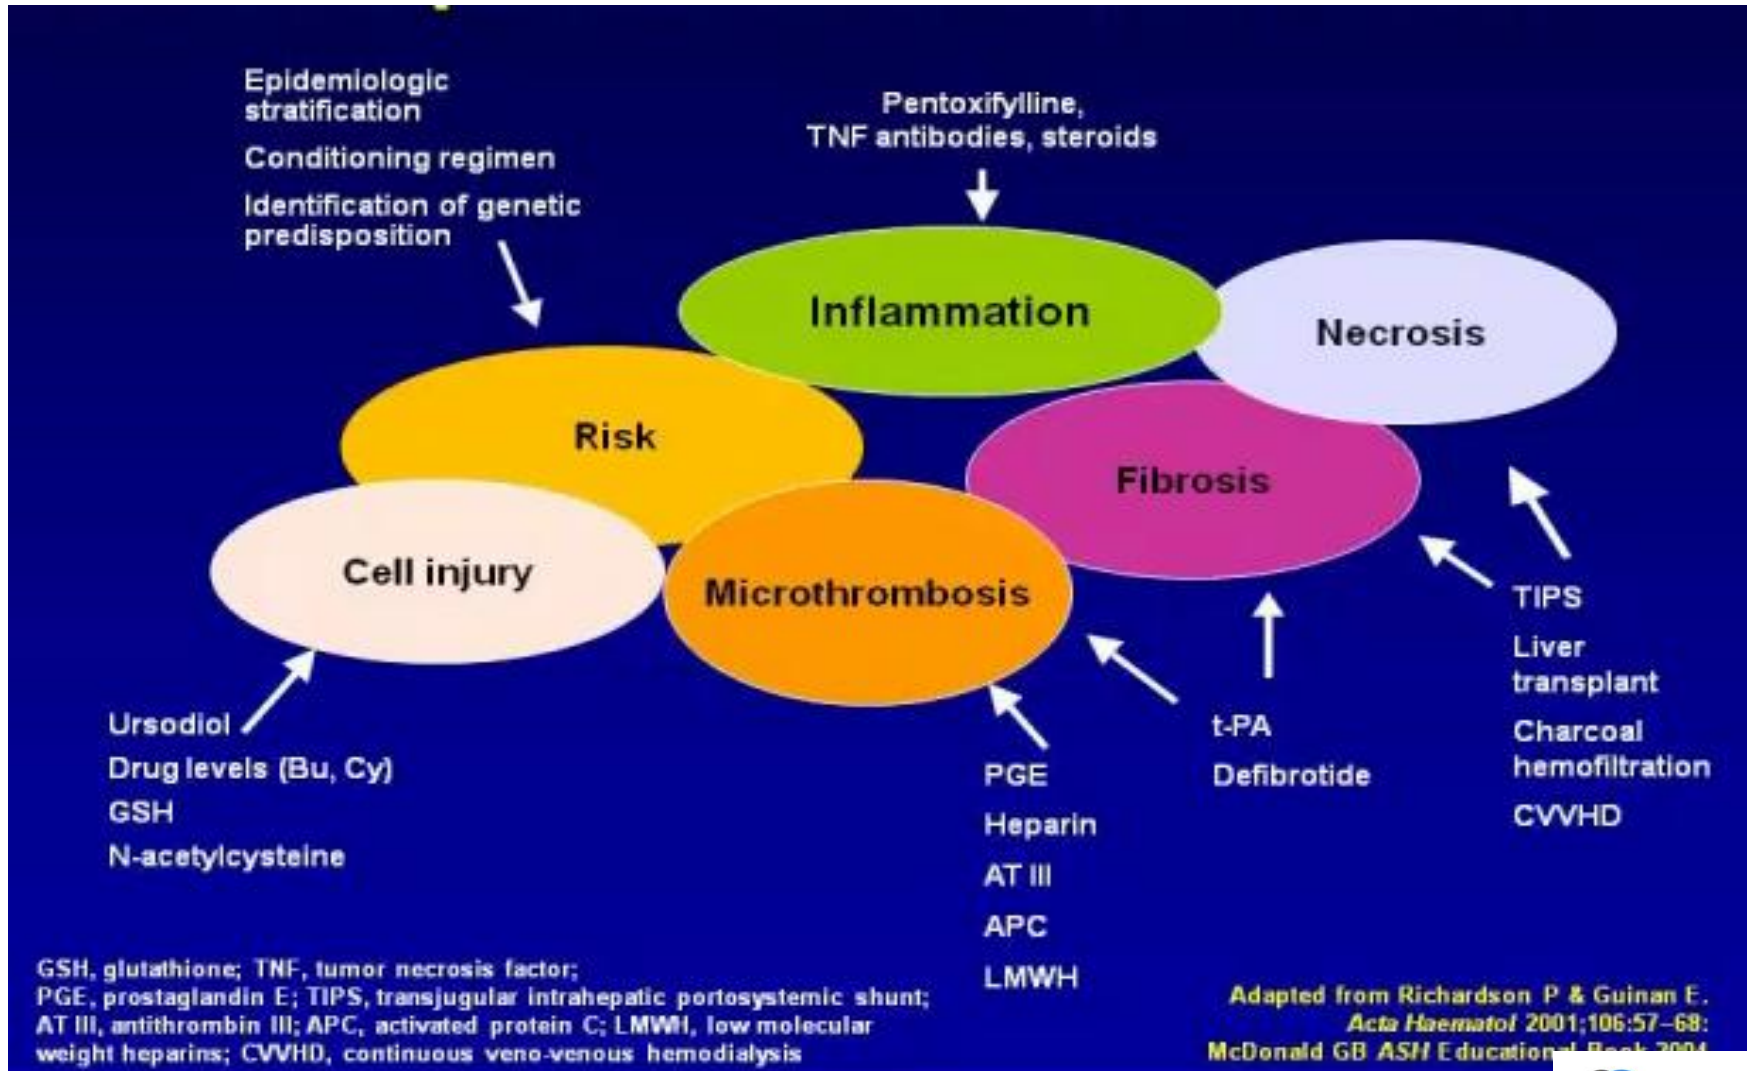 Epidemiologic
stratification
Conditioning regimen
Identification of genetic
predisposition
Pentoxifylline,
TNF antibodies, steroids
Inflammation
Necrosis
Risk
Fibrosis
Cell injury
Microthrombosis
Ursodiol
Drug levels (Bu, Cy)
GSH
N-acetylcysteine
PGE
Heparin
AT III
APC
LMWH
t-PA
Defibrotide
TIPS
Liver
transplant
Charcoal
hemofiltration
CVVHD
GSH, glutathione; TNF, tumor necrosis factor;
PGE, prostaglandin E; TIPS, transjugular intrahepatic portosystemic shunt;
AT III, antithrombin III; APC, activated protein C; LMWH, low molecular
weight heparins; CVVHD, continuous veno-venous hemodialysis
Adapted from Richardson P & Guinan E.
Acta Haematol 2001;106:57–68:
McDonald GB ASH Educational Book 2004